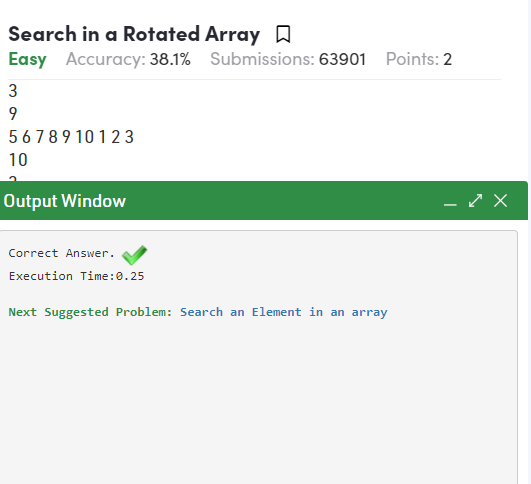 Search in a Rotated Array
Easy Accuracy: 38.1% Submissions: 63901 Points: 2
3
9
5 6 7 8 9 10 1 2 3
10
Output Window
Correct Answer.
Execution Time:0.25
Next Suggested Problem: Search an Element in an array